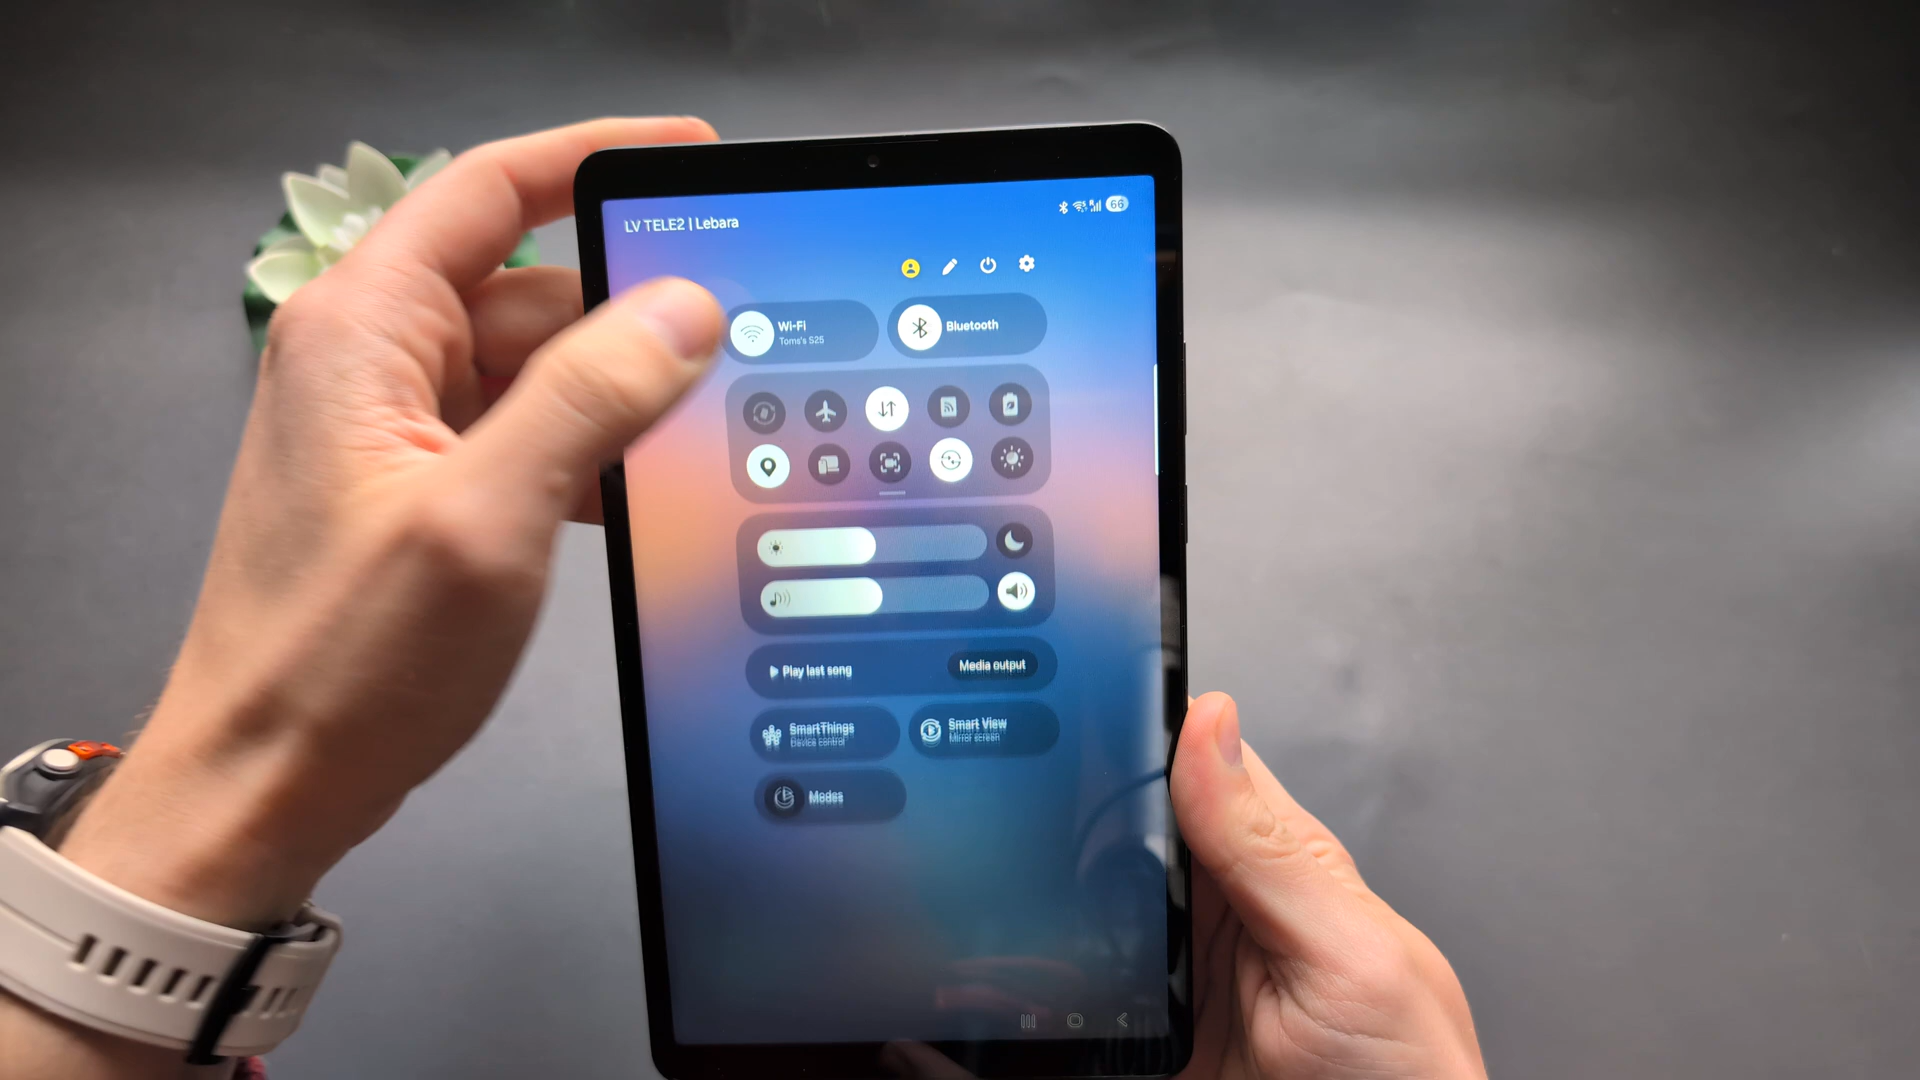 LV TELE2 | Lebara
66
Wi-Fi
Toms's S25
Bluetooth
Play last song
Media output
SmartThings
Device control
Smart View
Mirror screen
Modes